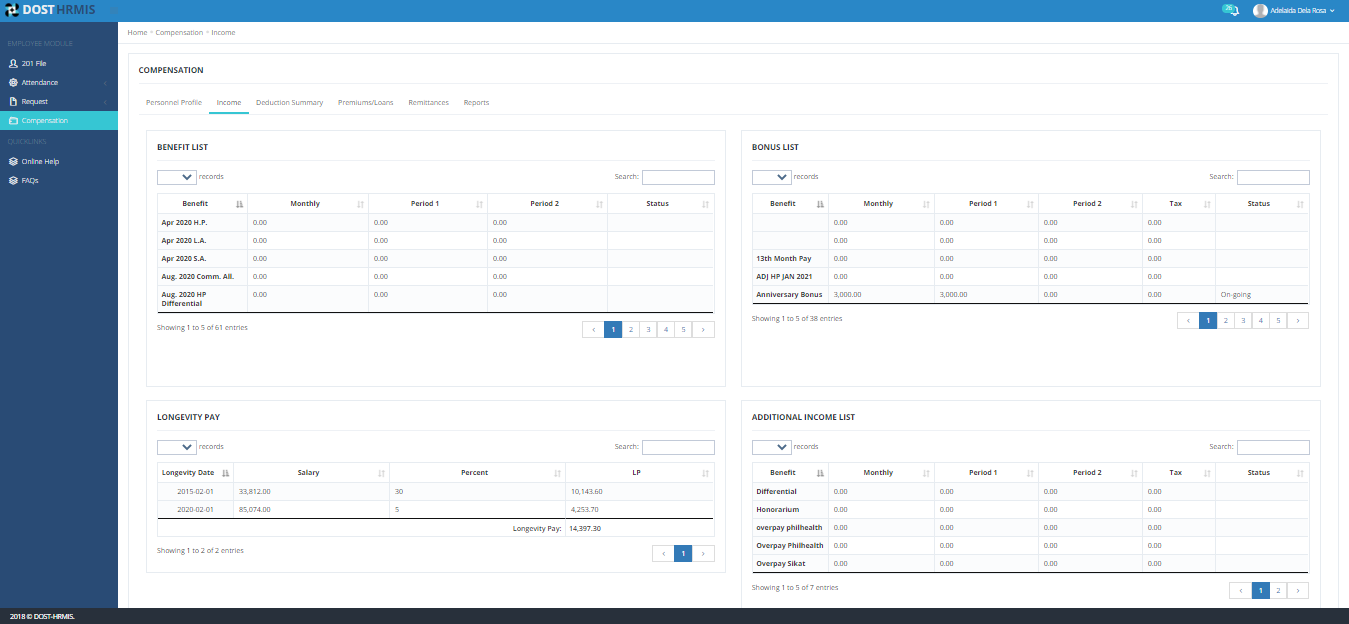 DOST HRMIS
26
Adelaida Dela Rosa
EMPLOYEE MODULE
201 File
Attendance
Request
Compensation
QUICKLINKS
Online Help
FAQs
Home Compensation Income
COMPENSATION
Personnel Profile Income Deduction Summary Premiums/Loans Remittances Reports
BENEFIT LIST
records Search:
Benefit Monthly Period 1 Period 2 Status
Apr 2020 H.P. 0.00 0.00 0.00
Apr 2020 L.A. 0.00 0.00 0.00
Apr 2020 S.A. 0.00 0.00 0.00
Aug. 2020 Comm. All. 0.00 0.00 0.00
Aug. 2020 HP 0.00 0.00 0.00
Differential
Showing 1 to 5 of 61 entries
‹ 1 2 3 4 5 ›
BONUS LIST
records Search:
Benefit Monthly Period 1 Period 2 Tax Status
0.00 0.00 0.00 0.00
0.00 0.00 0.00 0.00
13th Month Pay 0.00 0.00 0.00 0.00
ADJ HP JAN 2021 0.00 0.00 0.00 0.00
Anniversary Bonus 3,000.00 3,000.00 0.00 0.00 On-going
Showing 1 to 5 of 38 entries
‹ 1 2 3 4 5 ›
LONGEVITY PAY
records Search:
Longevity Date Salary Percent LP
2015-02-01 33,812.00 30 10,143.60
2020-02-01 85,074.00 5 4,253.70
Longevity Pay: 14,397.30
Showing 1 to 2 of 2 entries
‹ 1 ›
ADDITIONAL INCOME LIST
records Search:
Benefit Monthly Period 1 Period 2 Tax Status
Differential 0.00 0.00 0.00 0.00
Honorarium 0.00 0.00 0.00 0.00
overpay philhealth 0.00 0.00 0.00 0.00
Overpay Philhealth 0.00 0.00 0.00 0.00
Overpay Sikat 0.00 0.00 0.00 0.00
Showing 1 to 5 of 7 entries
‹ 1 2 ›
2018 © DOST-HRMIS.